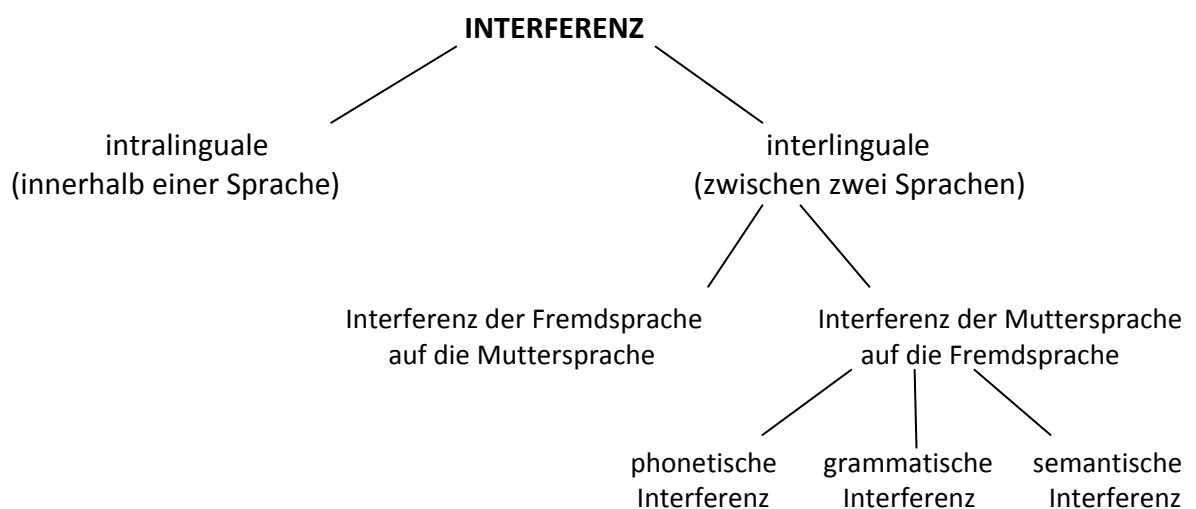 INTERFERENZ
intralinguale
(innerhalb einer Sprache)
interlinguale
(zwischen zwei Sprachen)
Interferenz der Fremdsprache
auf die Muttersprache
Interferenz der Muttersprache
auf die Fremdsprache
phonetische
Interferenz
grammatische
Interferenz
semantische
Interferenz